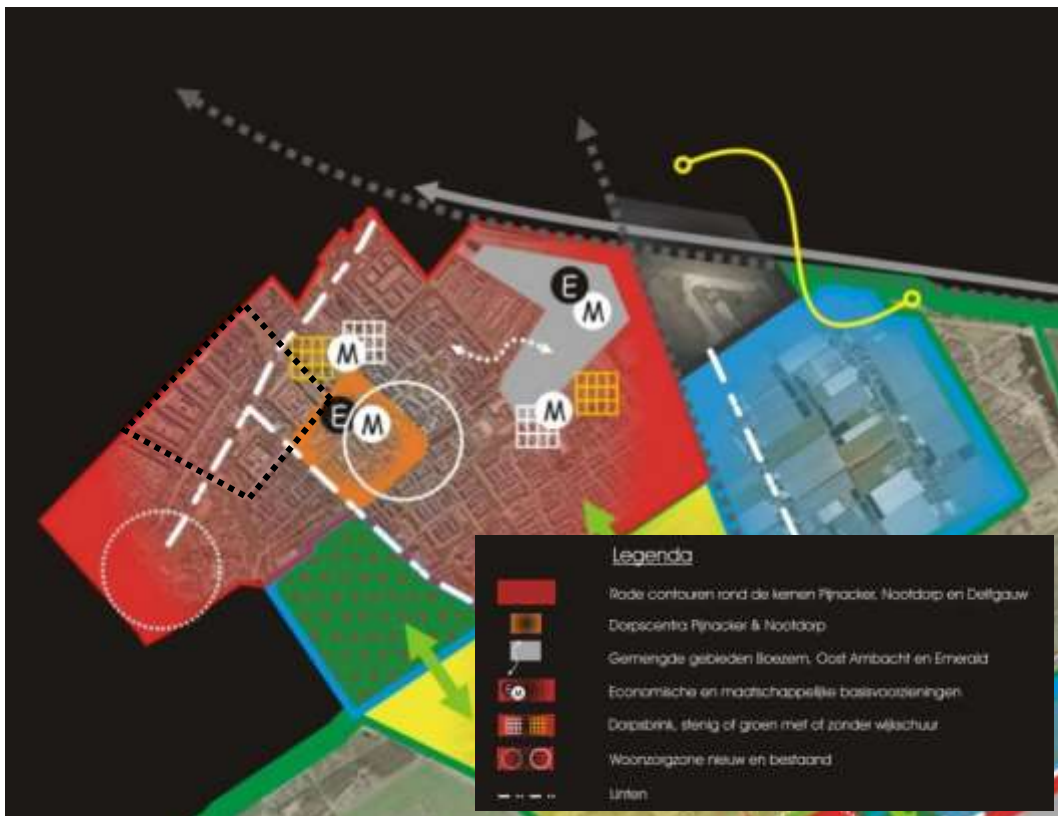 E
M
M
E
M
M
Legenda
Rode contouren rond de kernen Pijnacker, Nootdorp en Delfgauw
Dorpscentra Pijnacker & Nootdorp
Gemengde gebieden Boezem, Oost Ambacht en Emerald
E M Economische en maatschappelijke basisvoorzieningen
Dorpsbrink, stenig of groen met of zonder wijkschuur
Woonzorgzone nieuw en bestaand
Linten